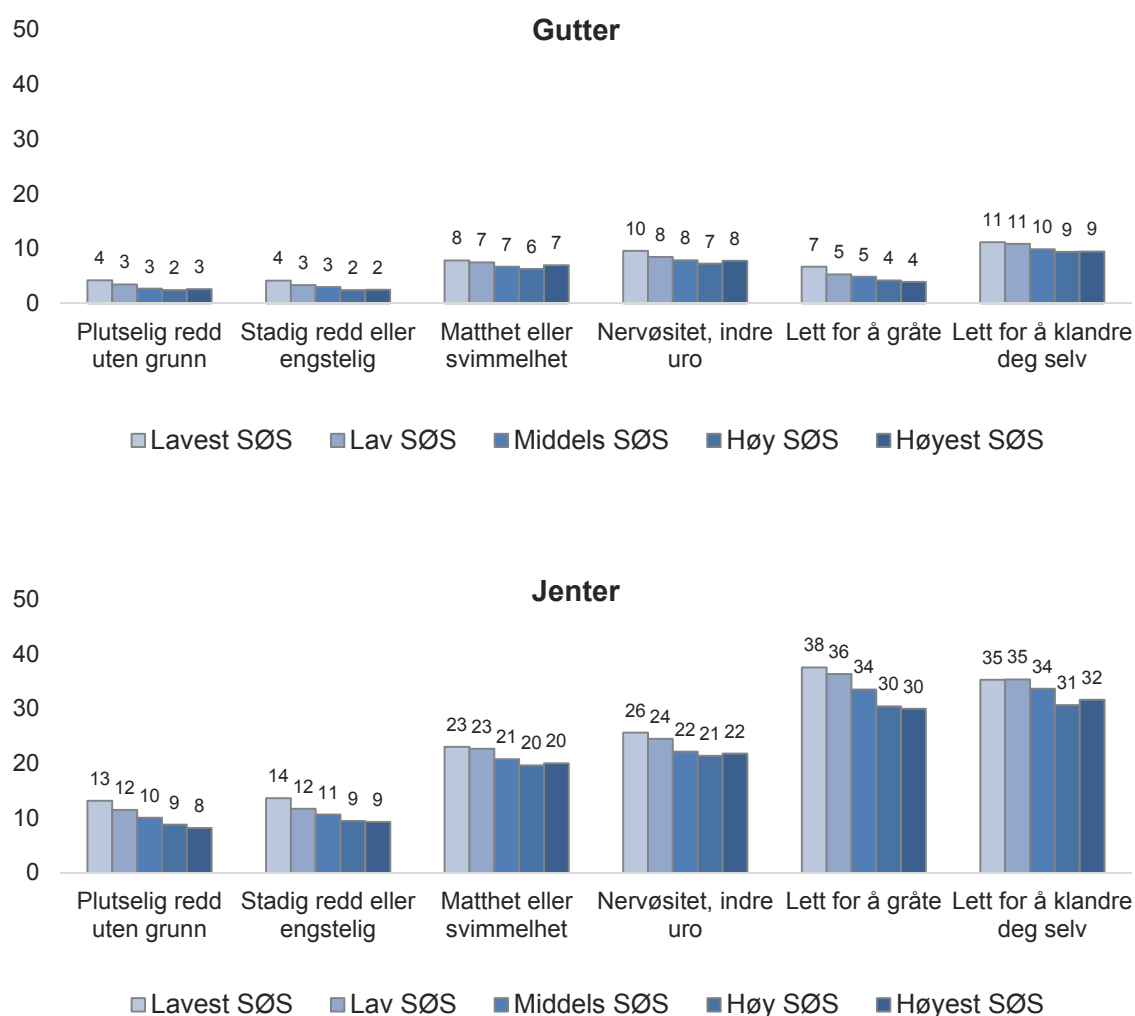 Gutter
50
40
30
20
10
0
4 3 3 2 3
4 3 3 2 2
8 7 7 6 7
10 8 8 7 8
7 5 5 4 4
11 11 10 9 9
Plutselig redd
uten grunn
Stadig redd eller
engstelig
Matthet eller
svimmelhet
Nervøsitet, indre
uro
Lett for å gråte
Lett for å klandre
deg selv
Lavest SØS Lav SØS Middels SØS Høy SØS Høyest SØS
Jenter
50
40
30
20
10
0
13 12 10 9 8
14 12 11 9 9
23 23 21 20 20
26 24 22 21 22
38 36 34 30 30
35 35 34 31 32
Plutselig redd
uten grunn
Stadig redd eller
engstelig
Matthet eller
svimmelhet
Nervøsitet, indre
uro
Lett for å gråte
Lett for å klandre
deg selv
Lavest SØS Lav SØS Middels SØS Høy SØS Høyest SØS